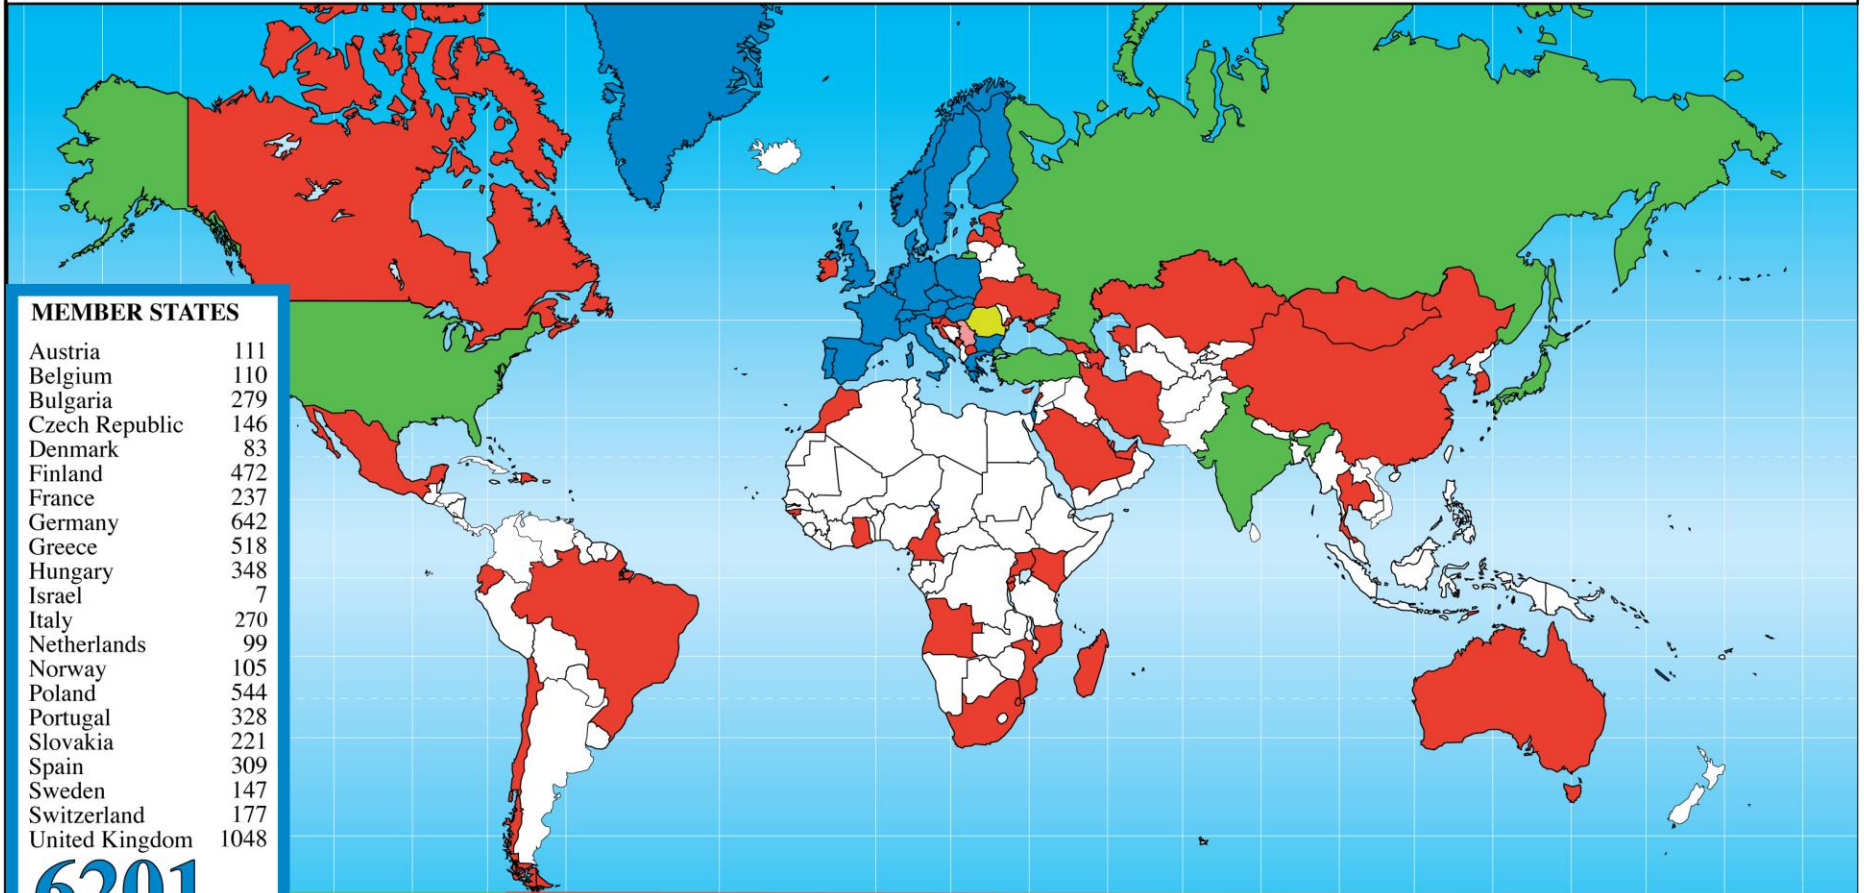 MEMBER STATES
Austria 111
Belgium 110
Bulgaria 279
Czech Republic 146
Denmark 83
Finland 472
France 237
Germany 642
Greece 518
Hungary 348
Israel 7
Italy 270
Netherlands 99
Norway 105
Poland 544
Portugal 328
Slovakia 221
Spain 309
Sweden 147
Switzerland 177
United Kingdom 1048
6201